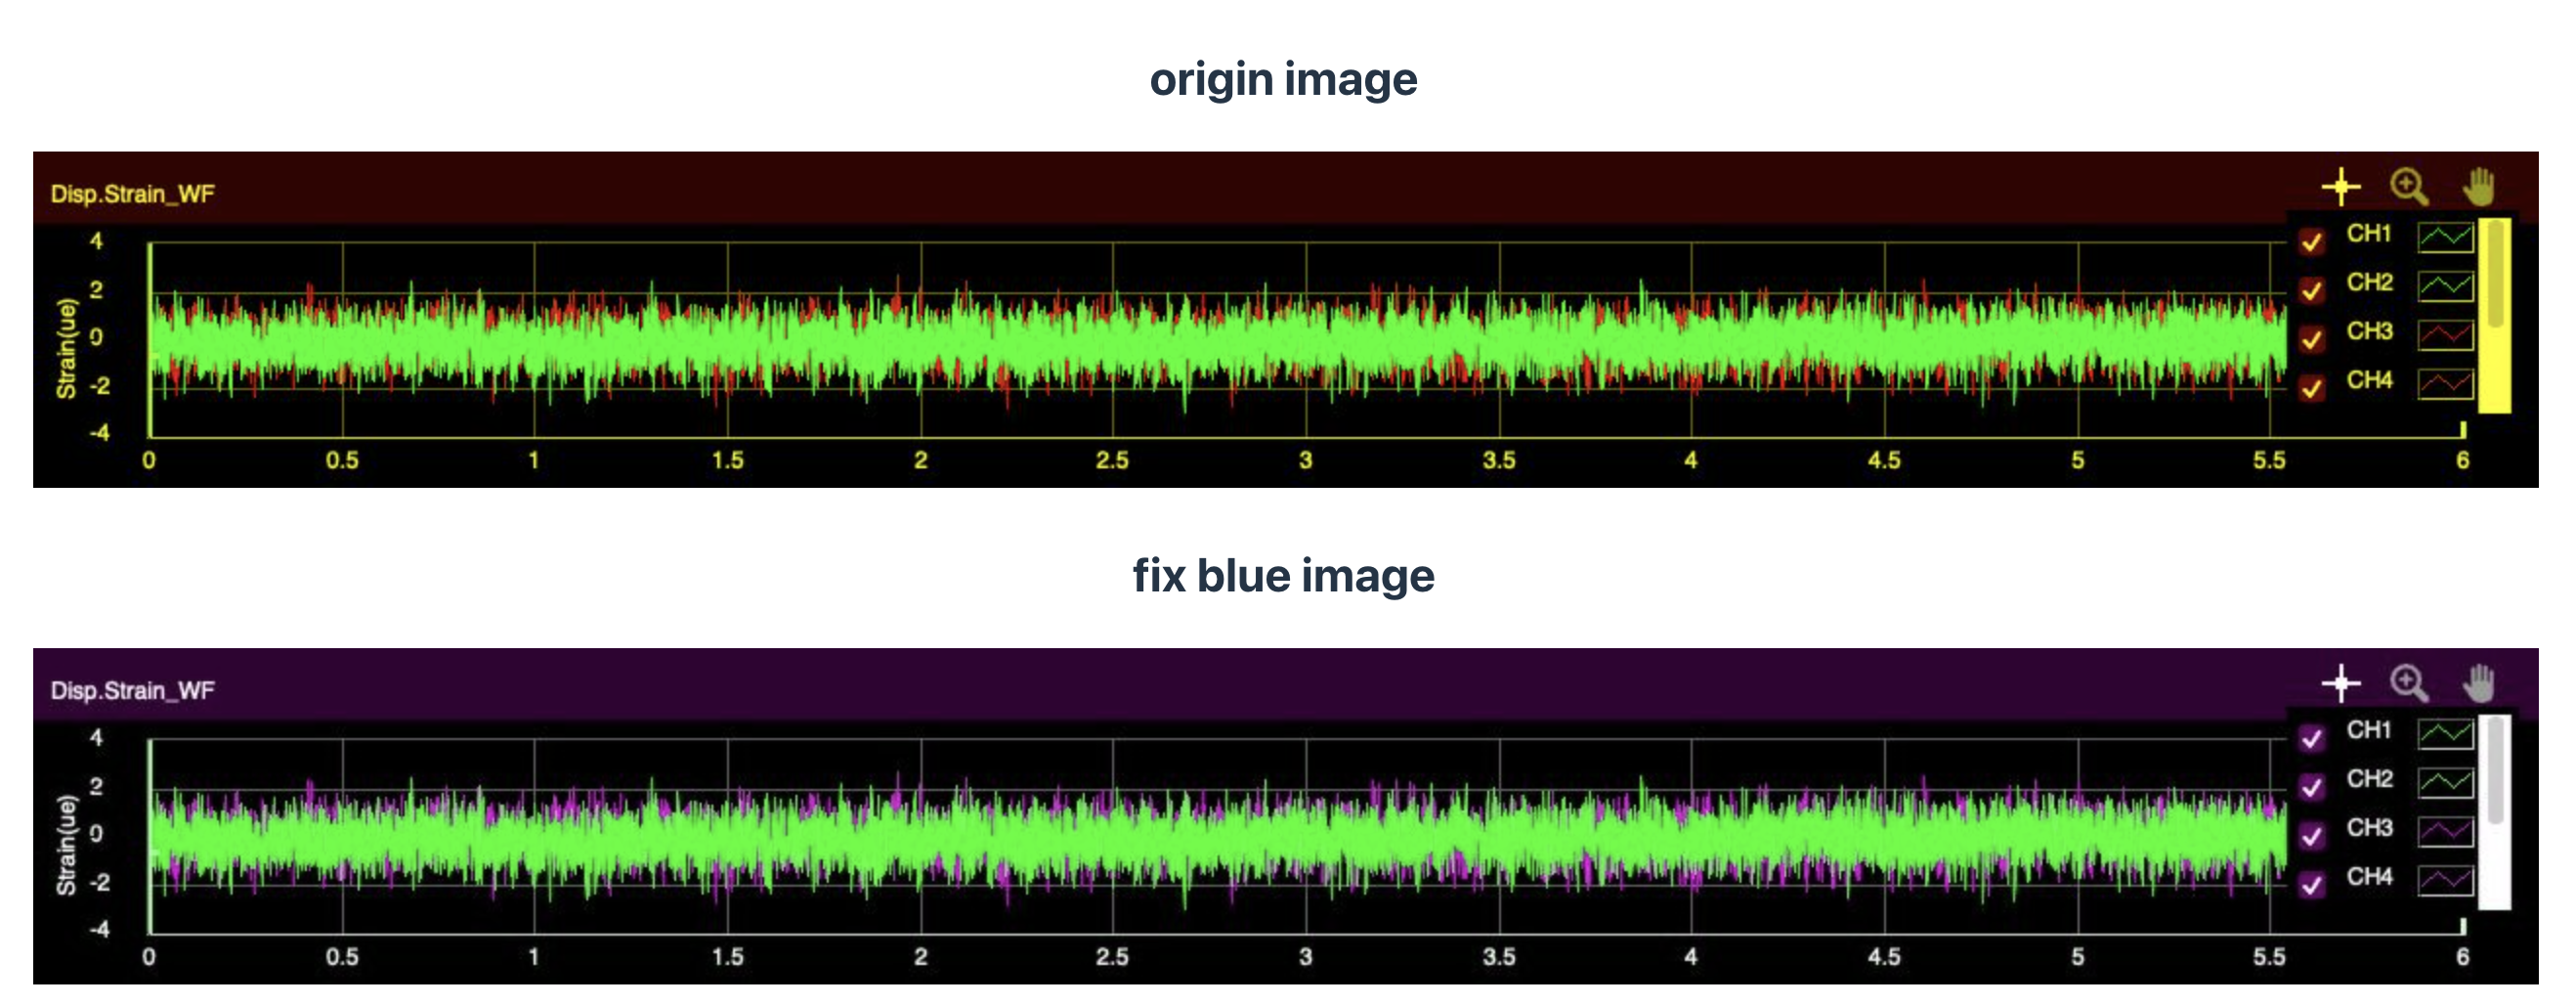 origin image
Disp.Strain_WF
Strain(ue)
4
2
0
-2
-4
0 0.5 1 1.5 2 2.5 3 3.5 4 4.5 5 5.5 6
CH1
CH2
CH3
CH4
fix blue image
Disp.Strain_WF
Strain(ue)
4
2
0
-2
-4
0 0.5 1 1.5 2 2.5 3 3.5 4 4.5 5 5.5 6
CH1
CH2
CH3
CH4